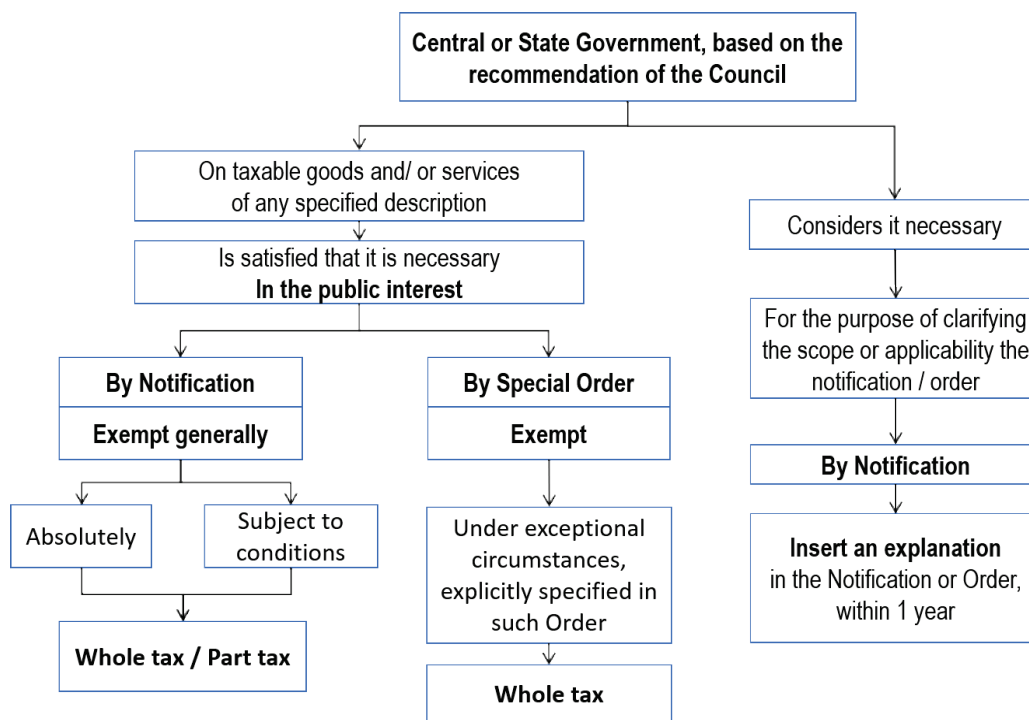 Central or State Government, based on the
recommendation of the Council
On taxable goods and/ or services
of any specified description
Is satisfied that it is necessary
In the public interest
By Notification
Exempt generally
Absolutely
Subject to
conditions
Whole tax / Part tax
By Special Order
Exempt
Under exceptional
circumstances,
explicitly specified in
such Order
Whole tax
Considers it necessary
For the purpose of clarifying
the scope or applicability the
notification / order
By Notification
Insert an explanation
in the Notification or Order,
within 1 year